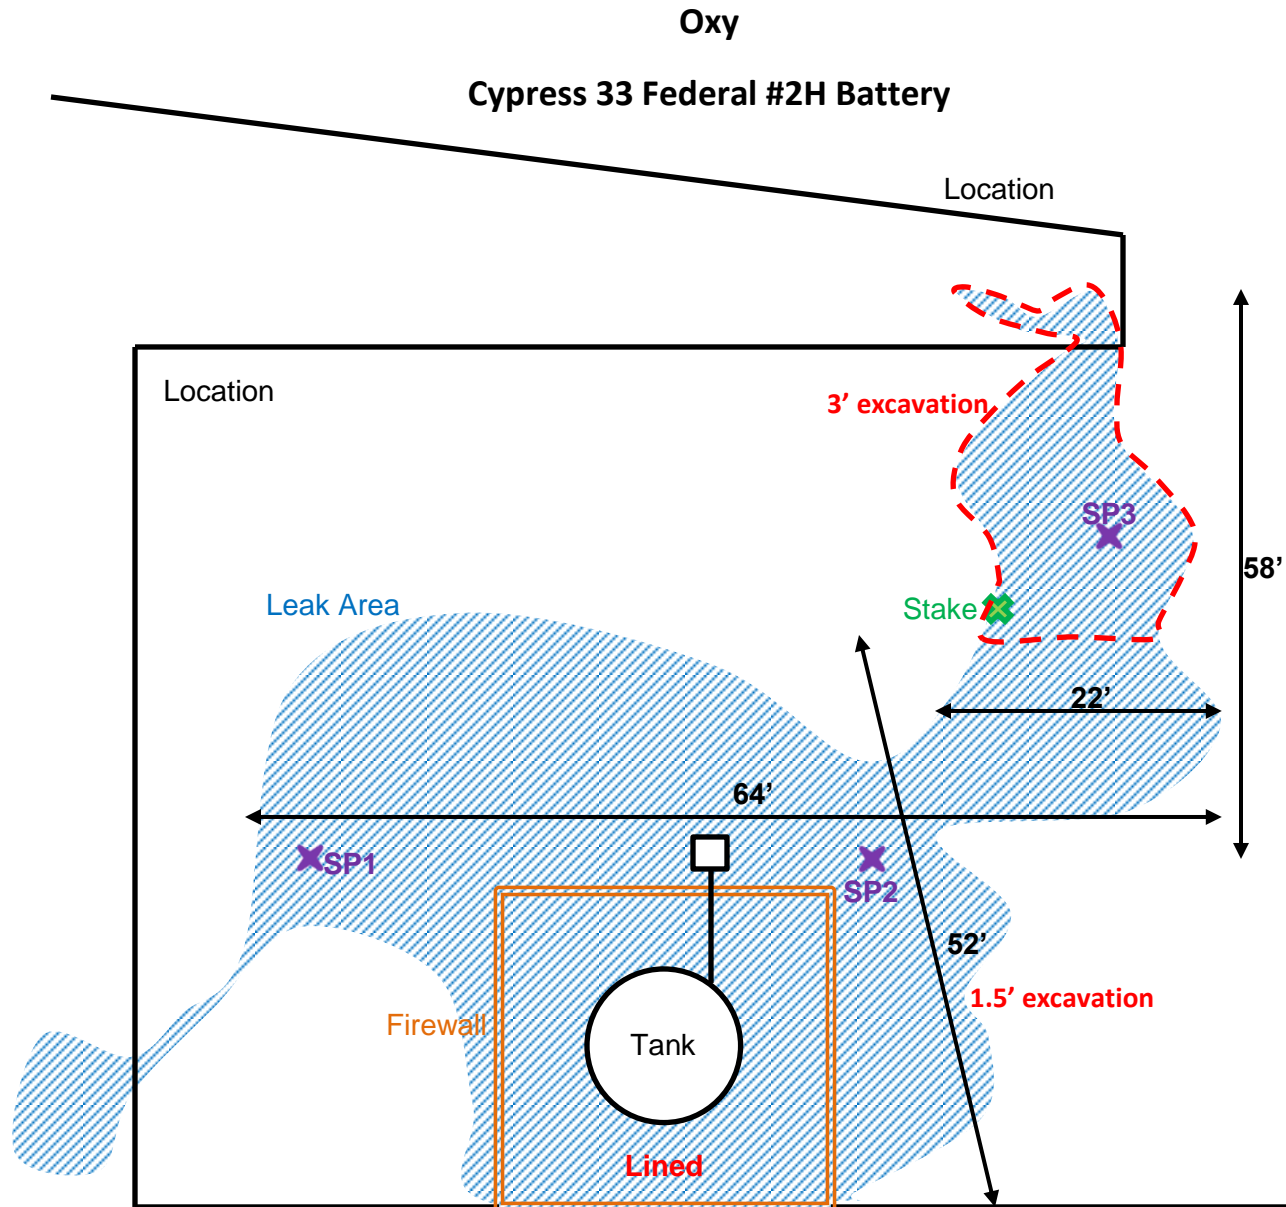 Oxy
Cypress 33 Federal #2H Battery
Location
Location
3’ excavation
SP3
58’
Leak Area
Stake
22’
64’
SP1
SP2
52’
1.5’ excavation
Firewall
Tank
Lined